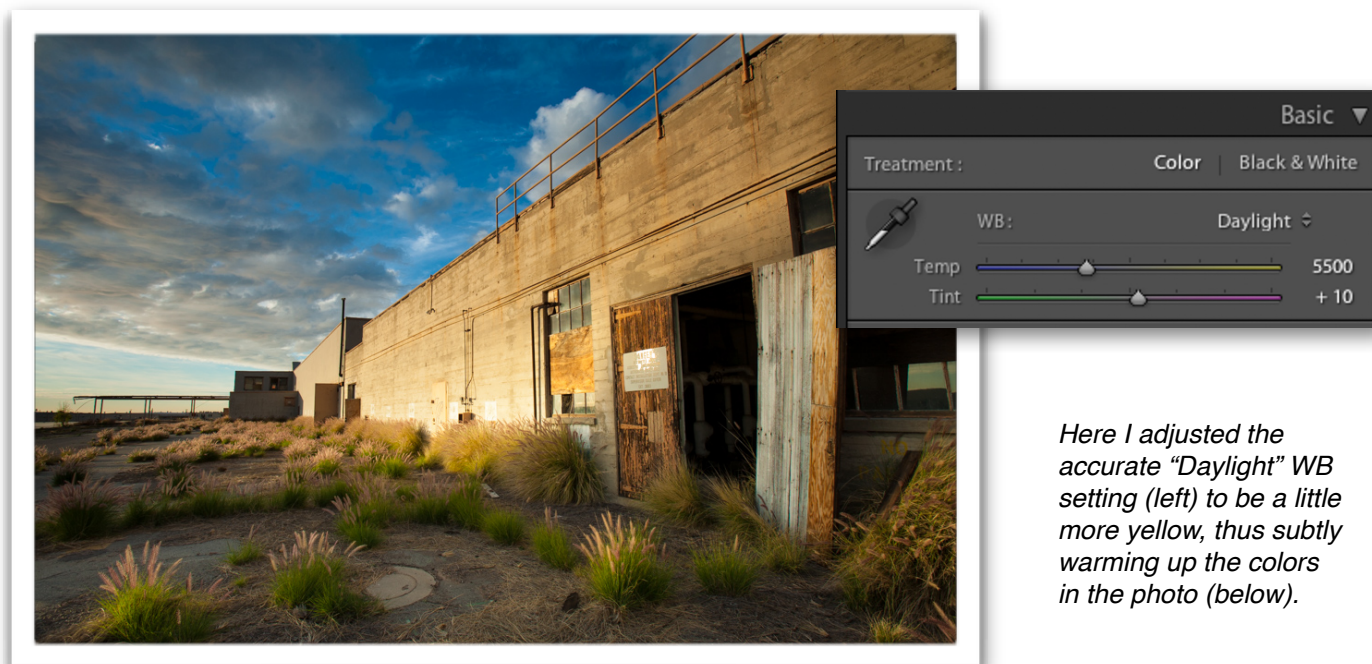 Basic
Treatment : Color | Black & White
WB: Daylight
Temp 5500
Tint + 10
Here I adjusted the
accurate “Daylight” WB
setting (left) to be a little
more yellow, thus subtly
warming up the colors
in the photo (below).